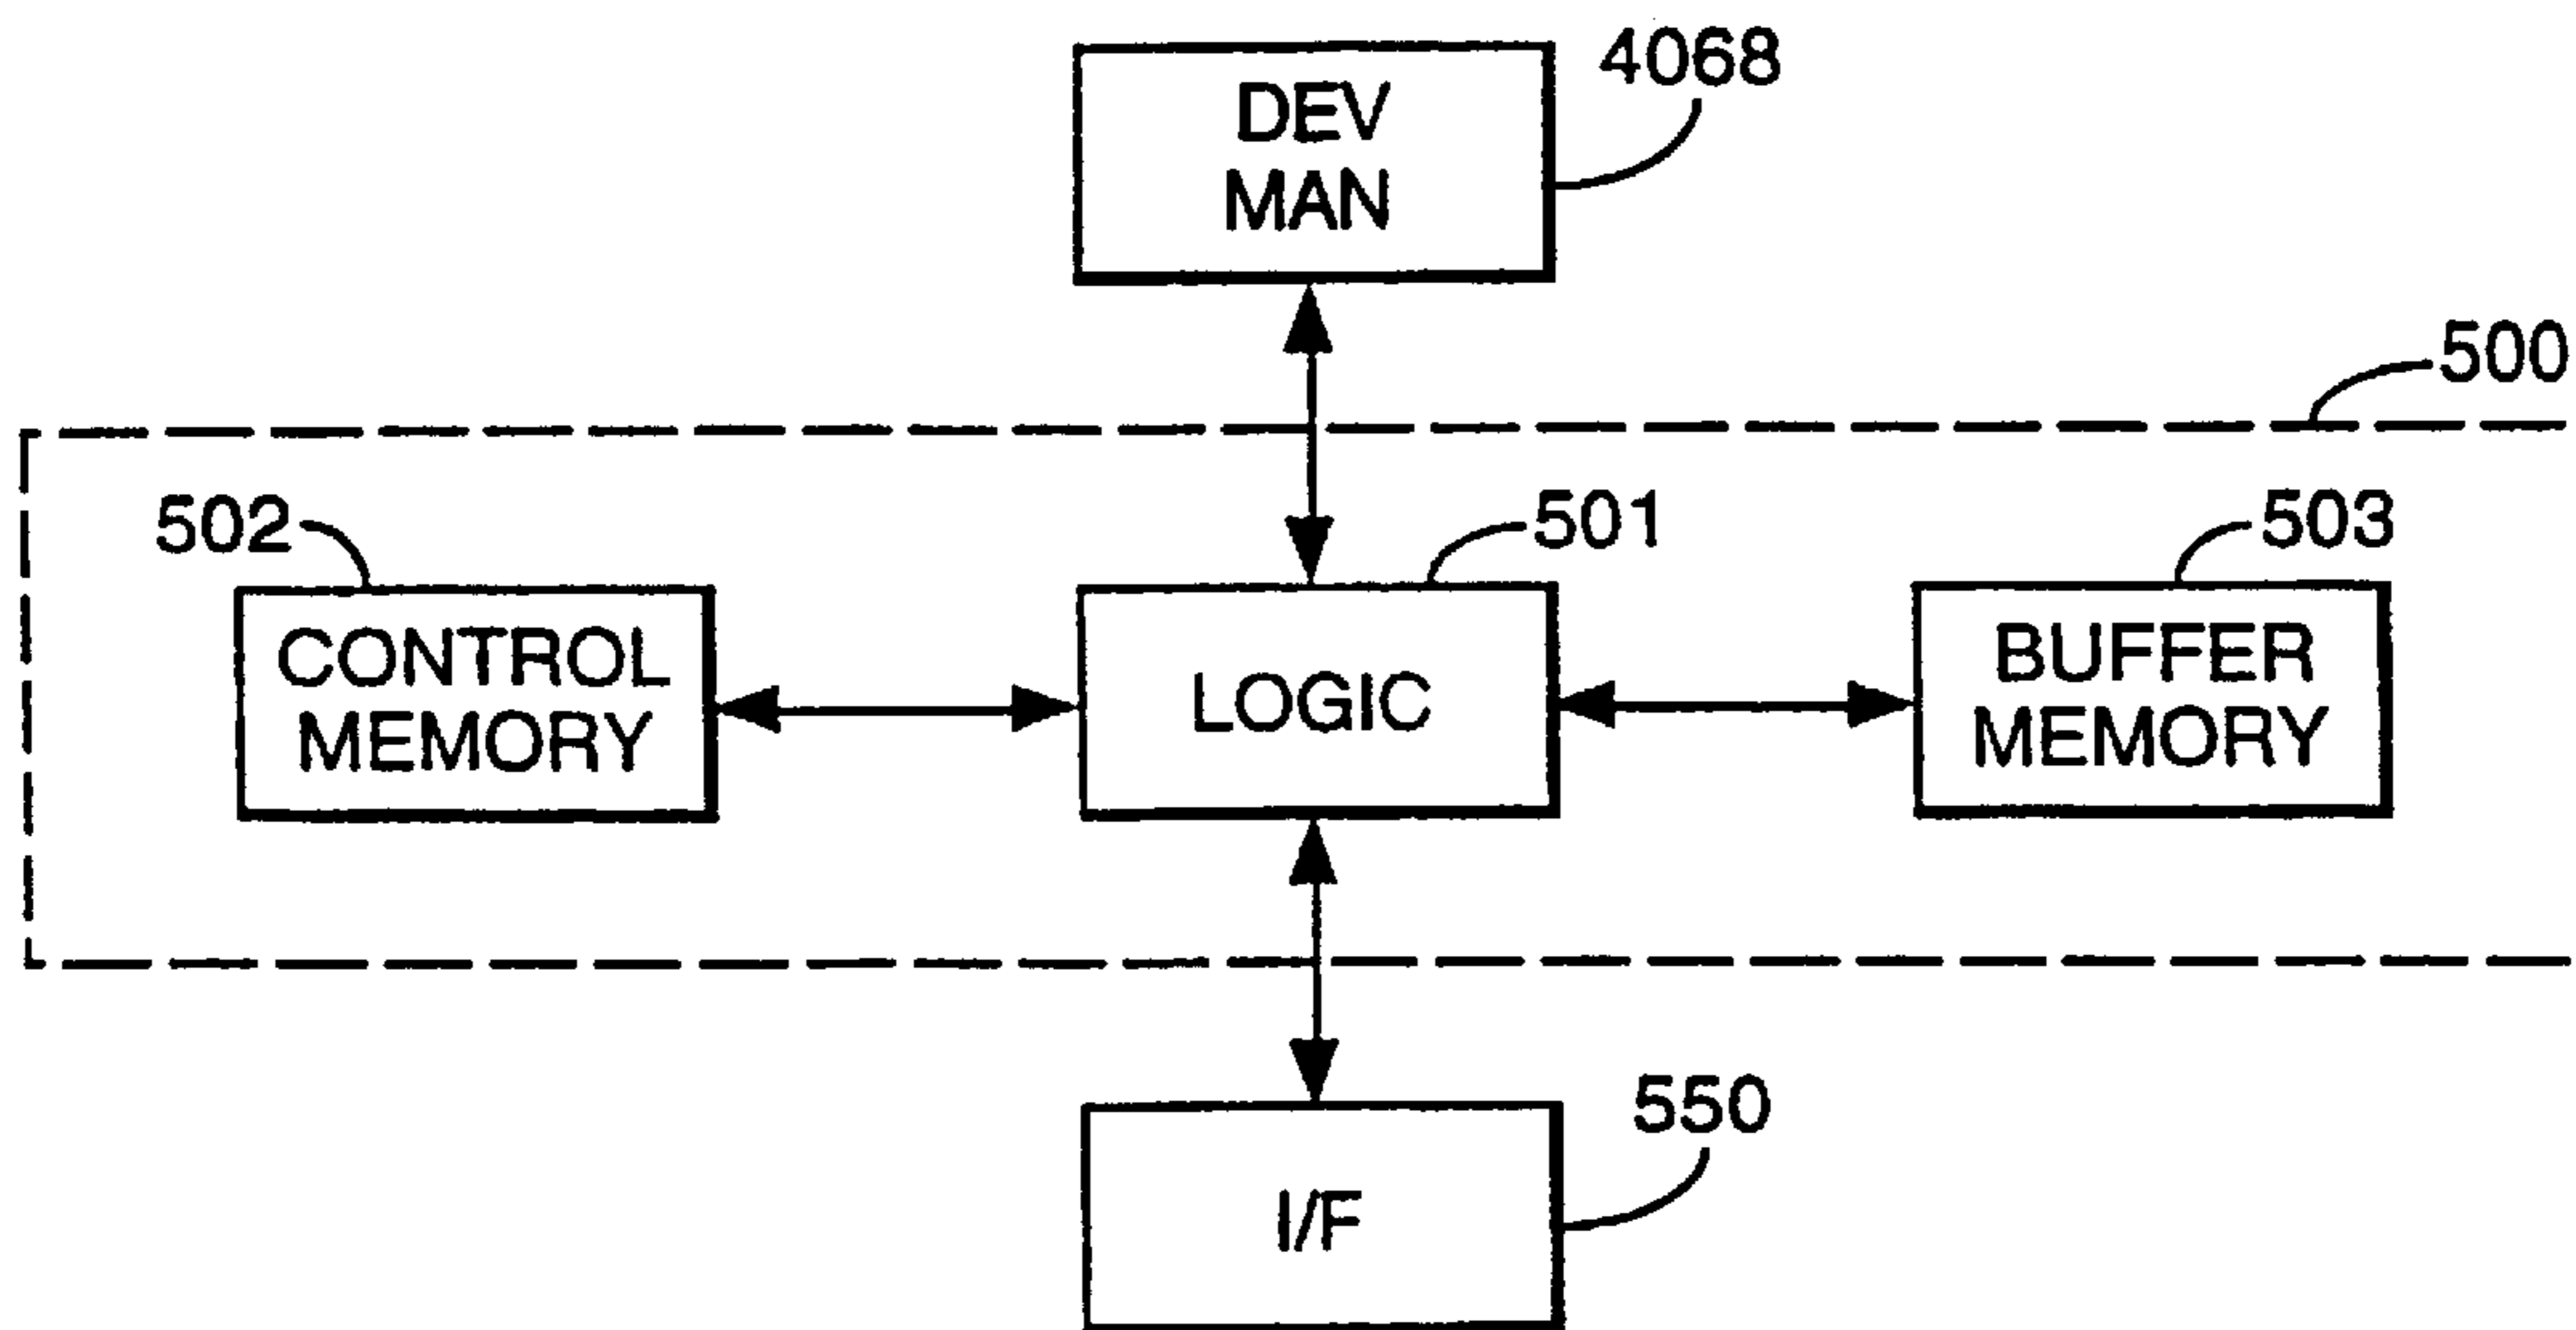 4068
DEV
MAN
500
502
501
503
CONTROL
MEMORY
LOGIC
BUFFER
MEMORY
550
I/F